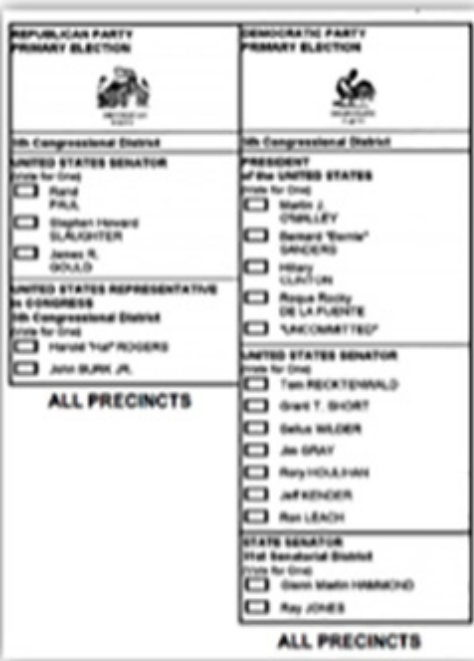 REPUBLICAN PARTY
PRIMARY ELECTION
5th Congressional District
UNITED STATES SENATOR
(Vote for One)
Rand
PAUL
Stephen Howard
SLAUGHTER
James R.
GOULD
UNITED STATES REPRESENTATIVE
in CONGRESS
5th Congressional District
(Vote for One)
Harold "Hal" ROGERS
John BURK JR.
ALL PRECINCTS
DEMOCRATIC PARTY
PRIMARY ELECTION
5th Congressional District
PRESIDENT
of the UNITED STATES
(Vote for One)
Martin J.
O'MALLEY
Bernard "Bernie"
SANDERS
Hillary
CLINTON
Roque Rocky
DE LA FUENTE
"UNCOMMITTED"
UNITED STATES SENATOR
(Vote for One)
Tom RECKTENWALD
Grant T. SHORT
Sellus WILDER
Jim GRAY
Rory HOULIHAN
Jeff KENDER
Ron LEACH
STATE SENATOR
31st Senatorial District
(Vote for One)
Glenn Martin HAMMOND
Ray JONES
ALL PRECINCTS